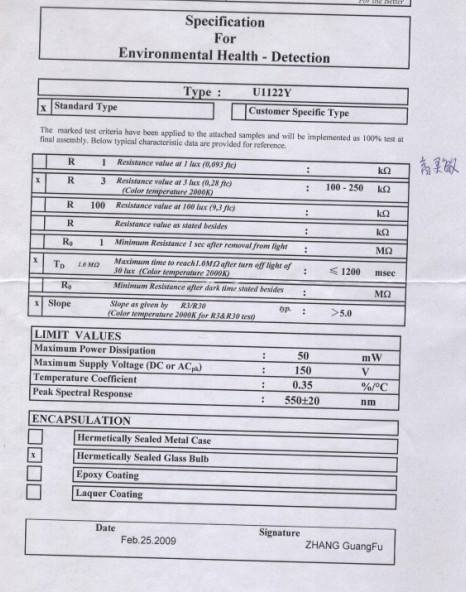 For the Better
Specification
For
Environmental Health - Detection
Type : U1122Y
x Standard Type Customer Specific Type
The marked test criteria have been applied to the attached samples and will be implemented as 100% test at
final assembly. Below typical characteristic data are provided for reference.
R 1 Resistance value at 1 lux (0,093 ftc) : kΩ
x R 3 Resistance value at 3 lux (0,28 ftc) : 100 - 250 kΩ
(Color temperature 2000K)
R 100 Resistance value at 100 lux (9,3 ftc) : kΩ
R Resistance value as stated besides : kΩ
R₀ 1 Minimum Resistance 1 sec after removal from light : MΩ
x T_D 1.0 MΩ Maximum time to reach1.0MΩ after turn off light of : ≤ 1200 msec
30 lux (Color temperature 2000K)
R₀ Minimum Resistance after dark time stated besides : MΩ
x Slope Slope as given by R3/R30 typ. : >5.0
(Color temperature 2000K for R3&R30 test)
LIMIT VALUES
Maximum Power Dissipation : 50 mW
Maximum Supply Voltage (DC or AC_pk) : 150 V
Temperature Coefficient : 0.35 %/°C
Peak Spectral Response : 550±20 nm
ENCAPSULATION
Hermetically Sealed Metal Case
x Hermetically Sealed Glass Bulb
Epoxy Coating
Laquer Coating
Date Signature
Feb.25.2009 ZHANG GuangFu